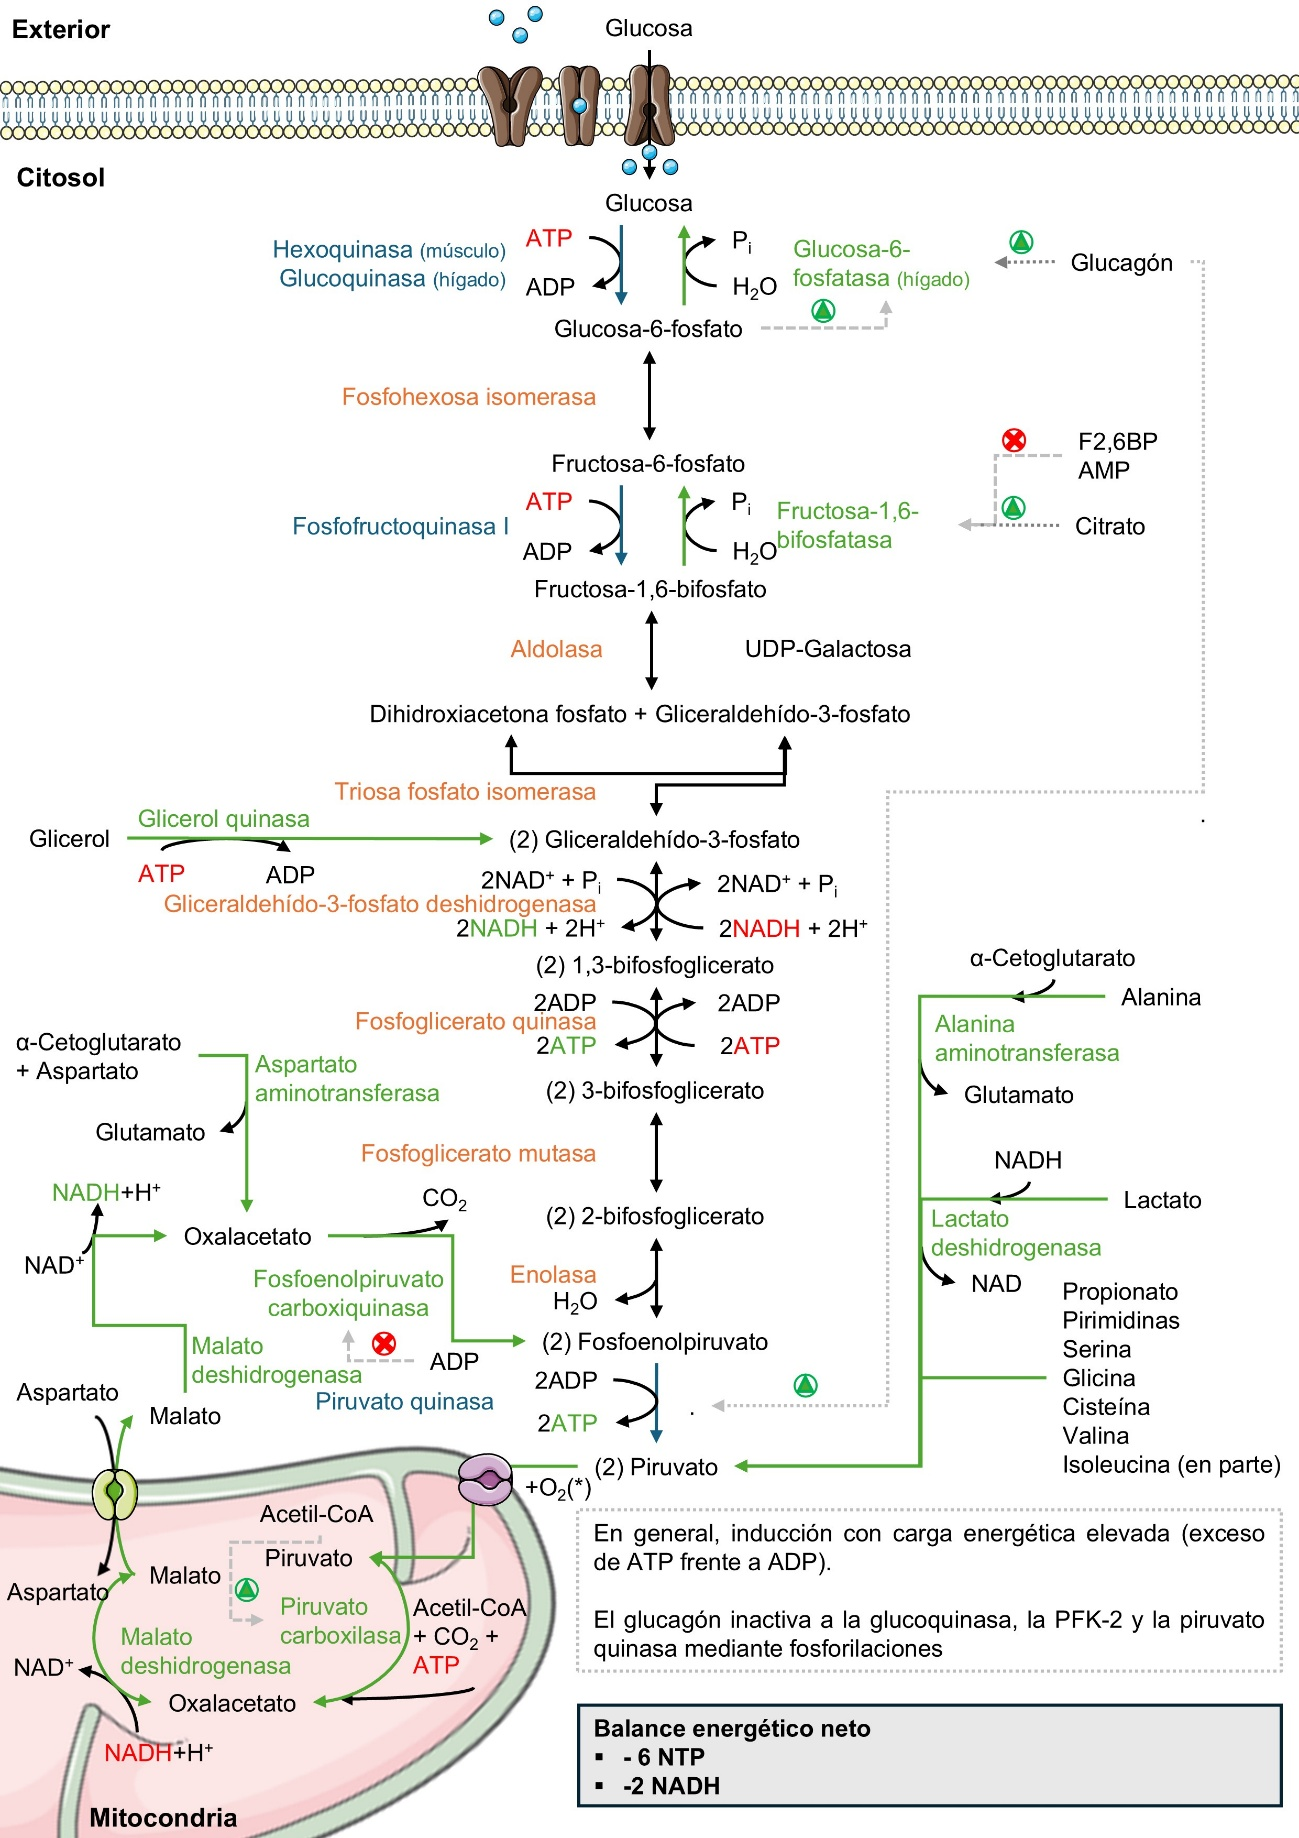 Exterior
Glucosa
Citosol
Glucosa
Hexoquinasa (músculo)
Glucoquinasa (hígado)
ATP
ADP
Pi
H2O
Glucosa-6-
fosfatasa (hígado)
Glucagón
Glucosa-6-fosfato
Fosfohexosa isomerasa
F2,6BP
AMP
Citrato
Fructosa-6-fosfato
Fosfofructoquinasa I
ATP
ADP
Pi
H2O
Fructosa-1,6-
bifosfatasa
Fructosa-1,6-bifosfato
Aldolasa
UDP-Galactosa
Dihidroxiacetona fosfato + Gliceraldehído-3-fosfato
Triosa fosfato isomerasa
Glicerol
Glicerol quinasa
ATP
ADP
(2) Gliceraldehído-3-fosfato
.
2NAD+ + Pi
2NAD+ + Pi
Gliceraldehído-3-fosfato deshidrogenasa
2NADH + 2H+
2NADH + 2H+
(2) 1,3-bifosfoglicerato
2ADP
2ADP
Fosfoglicerato quinasa
2ATP
2ATP
(2) 3-bifosfoglicerato
α-Cetoglutarato
Alanina
Alanina
aminotransferasa
Glutamato
α-Cetoglutarato
+ Aspartato
Aspartato
aminotransferasa
Glutamato
Fosfoglicerato mutasa
(2) 2-bifosfoglicerato
NADH
Lactato
Lactato
deshidrogenasa
NAD
NADH+H+
NAD+
Oxalacetato
CO2
Fosfoenolpiruvato
carboxiquinasa
Enolasa
H2O
(2) Fosfoenolpiruvato
ADP
Malato
deshidrogenasa
Propionato
Pirimidinas
Serina
Glicina
Cisteína
Valina
Isoleucina (en parte)
Piruvato quinasa
2ADP
2ATP
.
Aspartato
Malato
(2) Piruvato
+O2(*)
Acetil-CoA
Piruvato
Malato
Aspartato
Piruvato
carboxilasa
Acetil-CoA
+ CO2 +
ATP
Malato
deshidrogenasa
NAD+
Oxalacetato
NADH+H+
Mitocondria
En general, inducción con carga energética elevada (exceso
de ATP frente a ADP).
El glucagón inactiva a la glucoquinasa, la PFK-2 y la piruvato
quinasa mediante fosforilaciones
Balance energético neto
▪ - 6 NTP
▪ -2 NADH